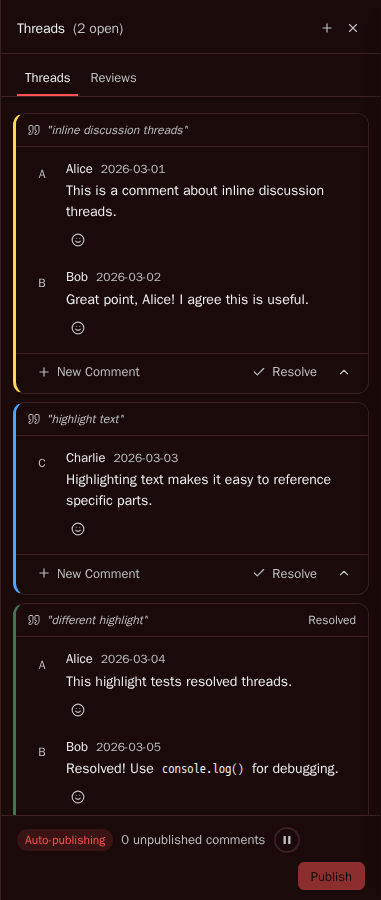 Threads (2 open)
Threads Reviews
"inline discussion threads"
A Alice 2026-03-01
This is a comment about inline discussion
threads.
B Bob 2026-03-02
Great point, Alice! I agree this is useful.
New Comment Resolve
"highlight text"
C Charlie 2026-03-03
Highlighting text makes it easy to reference
specific parts.
New Comment Resolve
"different highlight" Resolved
A Alice 2026-03-04
This highlight tests resolved threads.
B Bob 2026-03-05
Resolved! Use console.log() for debugging.
Auto-publishing 0 unpublished comments
Publish